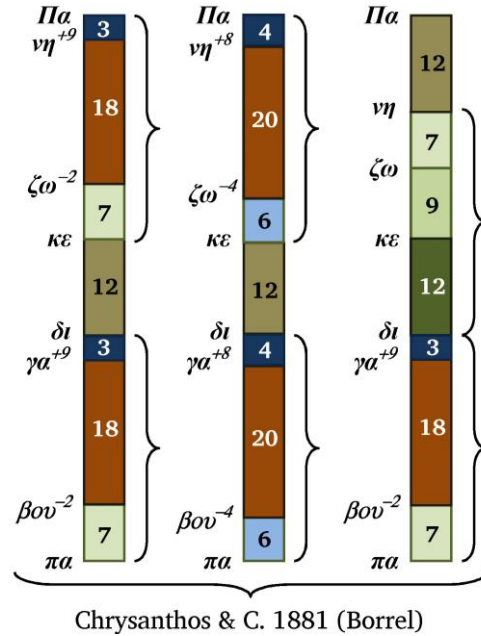 Πα
3
νη⁺⁹
18
ζω⁻²
7
κε
12
δι
3
γα⁺⁹
18
βου⁻²
7
πα
Πα
4
νη⁺⁸
20
ζω⁻⁴
6
κε
12
δι
4
γα⁺⁸
20
βου⁻⁴
6
πα
Πα
12
νη
7
ζω
9
κε
12
δι
3
γα⁺⁹
18
βου⁻²
7
πα
Chrysanthos & C. 1881 (Borrel)